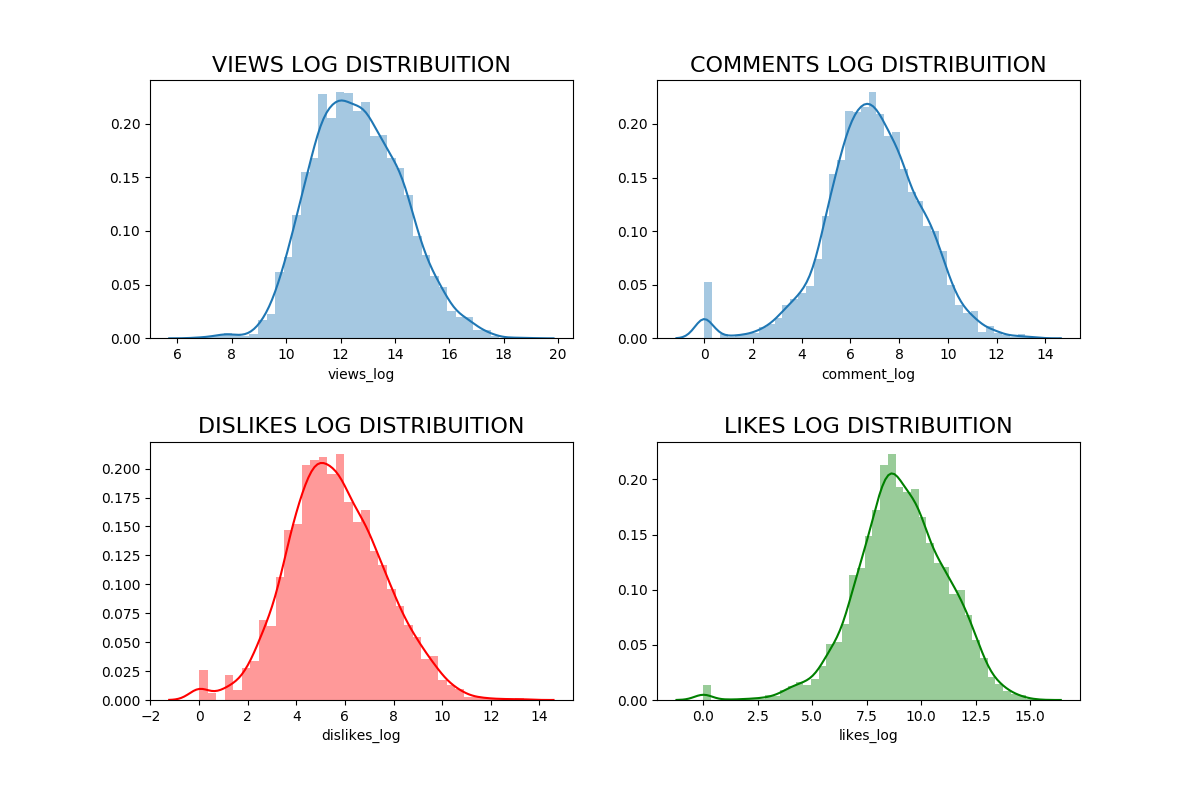 VIEWS LOG DISTRIBUITION
0.20
0.15
0.10
0.05
0.00
6 8 10 12 14 16 18 20
views_log
COMMENTS LOG DISTRIBUITION
0.20
0.15
0.10
0.05
0.00
0 2 4 6 8 10 12 14
comment_log
DISLIKES LOG DISTRIBUITION
0.200
0.175
0.150
0.125
0.100
0.075
0.050
0.025
0.000
−2 0 2 4 6 8 10 12 14
dislikes_log
LIKES LOG DISTRIBUITION
0.20
0.15
0.10
0.05
0.00
0.0 2.5 5.0 7.5 10.0 12.5 15.0
likes_log